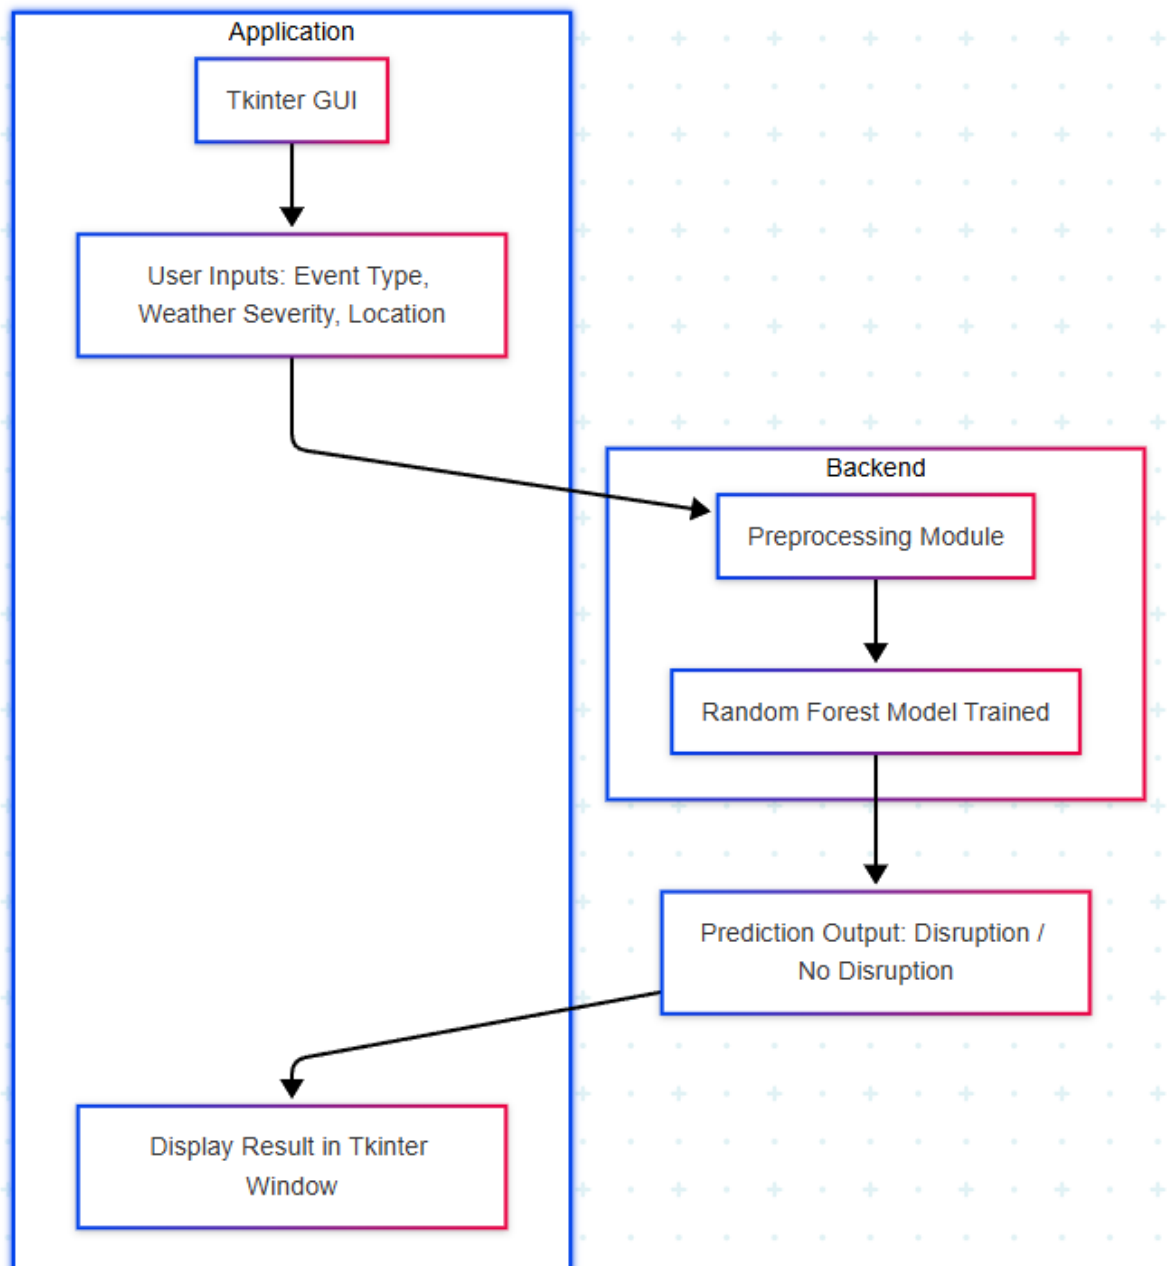 Application
Tkinter GUI
User Inputs: Event Type,
Weather Severity, Location
Backend
Preprocessing Module
Random Forest Model Trained
Prediction Output: Disruption /
No Disruption
Display Result in Tkinter
Window